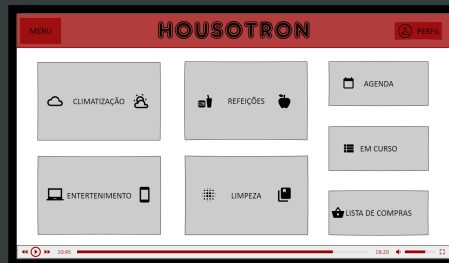 MENU
HOUSOTRON
PERFIL
CLIMATIZAÇÃO
REFEIÇÕES
AGENDA
EM CURSO
ENTERTENIMENTO
LIMPEZA
LISTA DE COMPRAS
10:45
18:20